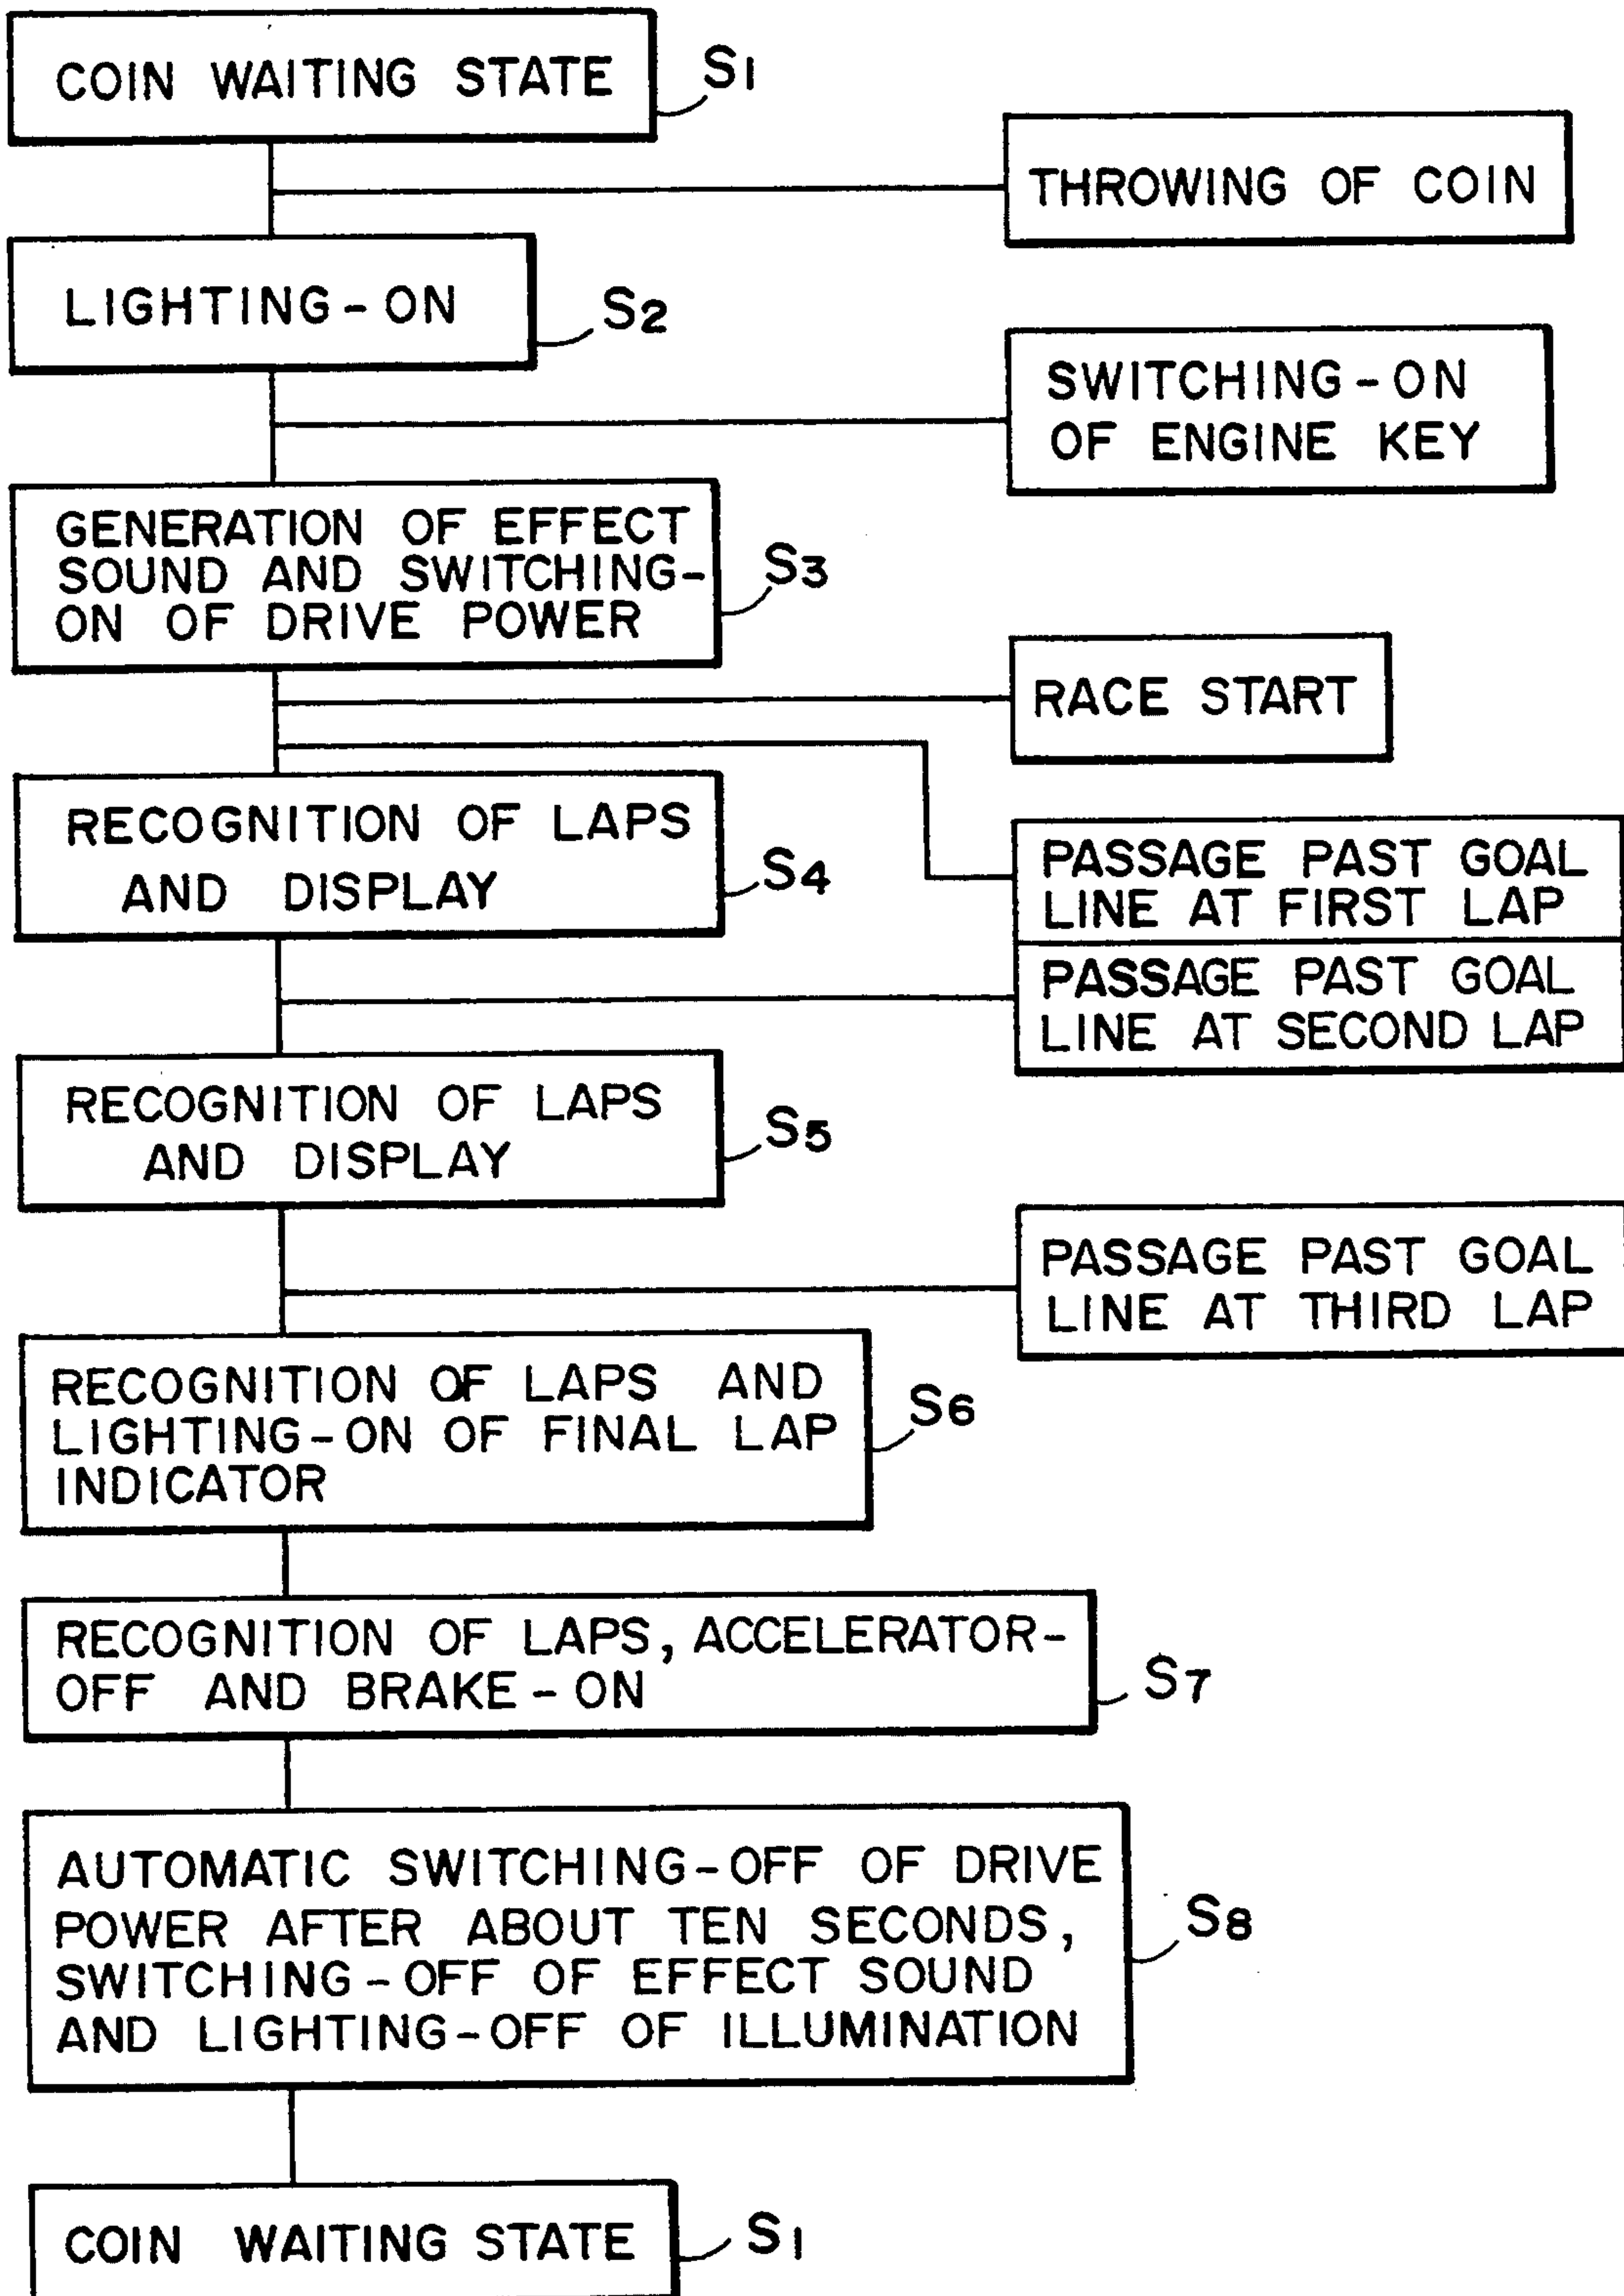 COIN WAITING STATE
S1
THROWING OF COIN
LIGHTING-ON
S2
SWITCHING-ON
OF ENGINE KEY
GENERATION OF EFFECT
SOUND AND SWITCHING-
ON OF DRIVE POWER
S3
RACE START
RECOGNITION OF LAPS
AND DISPLAY
S4
PASSAGE PAST GOAL
LINE AT FIRST LAP
PASSAGE PAST GOAL
LINE AT SECOND LAP
RECOGNITION OF LAPS
AND DISPLAY
S5
PASSAGE PAST GOAL
LINE AT THIRD LAP
RECOGNITION OF LAPS AND
LIGHTING-ON OF FINAL LAP
INDICATOR
S6
RECOGNITION OF LAPS, ACCELERATOR-
OFF AND BRAKE-ON
S7
AUTOMATIC SWITCHING-OFF OF DRIVE
POWER AFTER ABOUT TEN SECONDS,
SWITCHING-OFF OF EFFECT SOUND
AND LIGHTING-OFF OF ILLUMINATION
S8
COIN WAITING STATE
S1